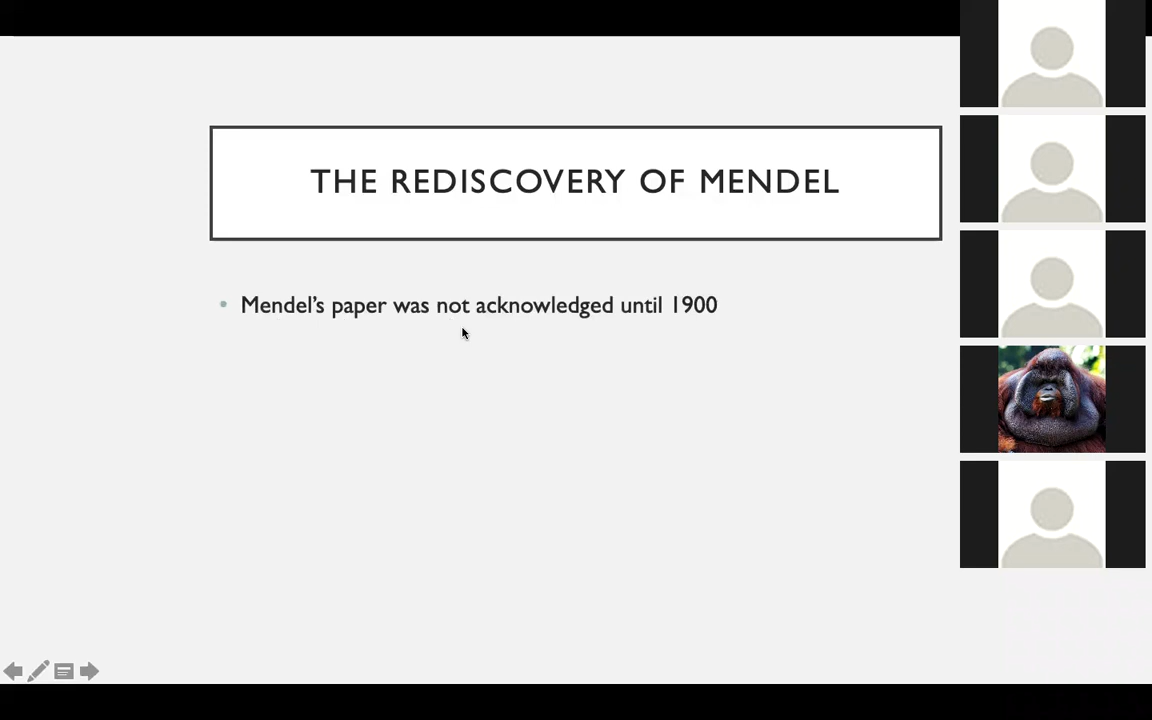 THE REDISCOVERY OF MENDEL
Mendel’s paper was not acknowledged until 1900